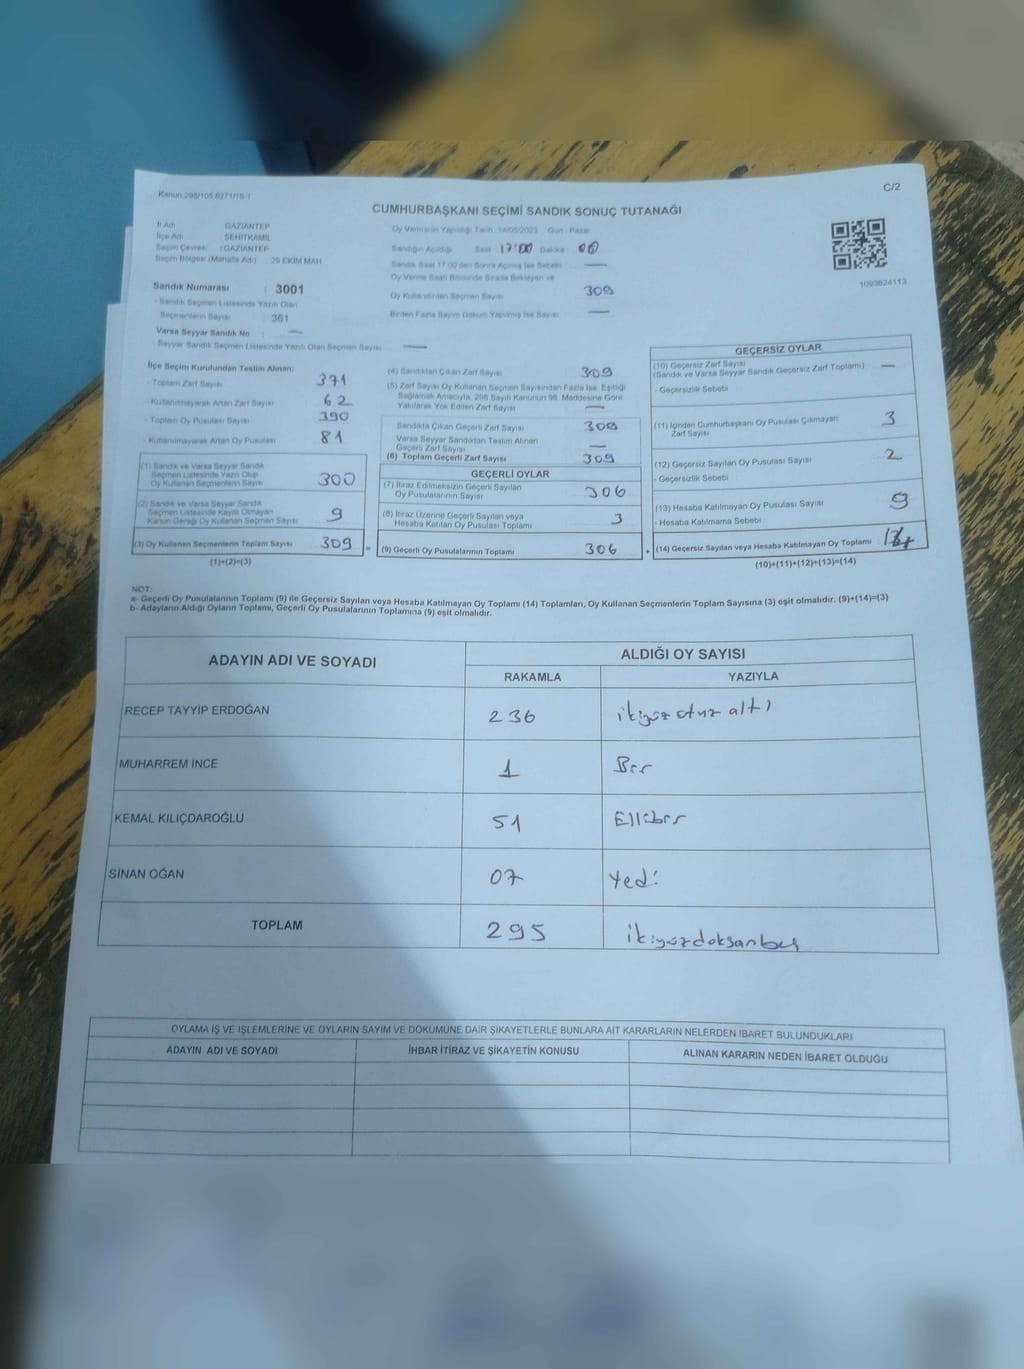 Kanun 298/105 6271/18-1
C/2
CUMHURBAŞKANI SEÇİMİ SANDIK SONUÇ TUTANAĞI
İl Adı GAZİANTEP
İlçe Adı ŞEHİTKAMİL
Seçim Çevresi : GAZİANTEP
Seçim Bölgesi (Mahalle Adı) : 29 EKİM MAH
Sandık Numarası : 3001
- Sandık Seçmen Listesinde Yazılı Olan
Seçmenlerin Sayısı 361
Varsa Seyyar Sandık No : —
- Seyyar Sandık Seçmen Listesinde Yazılı Olan Seçmen Sayısı —
Oy Vermenin Yapıldığı Tarih 14/05/2023 Gün Pazar
Sandığın Açıldığı Saat 17:00 Dakika 00
Sandık Saat 17:00'den Sonra Açılmış İse Sebebi —
Oy Verme Saati Bitiminde Sırada Bekleyen ve
Oy Kullandırılan Seçmen Sayısı 309
Birden Fazla Sayım Döküm Yapılmış İse Sayısı —
1093624113
İlçe Seçim Kurulundan Teslim Alınan:
- Toplam Zarf Sayısı 371
- Kullanılmayarak Artan Zarf Sayısı 62
- Toplam Oy Pusulası Sayısı 390
- Kullanılmayarak Artan Oy Pusulası 81
(1) Sandık ve Varsa Seyyar Sandık
Seçmen Listesinde Yazılı Olup
Oy Kullanan Seçmenlerin Sayısı 300
(2) Sandık ve Varsa Seyyar Sandık
Seçmen Listesinde Kayıtlı Olmayan
Kanun Gereği Oy Kullanan Seçmen Sayısı 9
(3) Oy Kullanan Seçmenlerin Toplam Sayısı 309 =
(1)+(2)=(3)
(4) Sandıktan Çıkan Zarf Sayısı 309
(5) Zarf Sayısı Oy Kullanan Seçmen Sayısından Fazla İse, Eşitliği
Sağlamak Amacıyla, 298 Sayılı Kanunun 98. Maddesine Göre
Yakılarak Yok Edilen Zarf Sayısı —
Sandıkta Çıkan Geçerli Zarf Sayısı
Varsa Seyyar Sandıktan Teslim Alınan
Geçerli Zarf Sayısı —
(6) Toplam Geçerli Zarf Sayısı 309
GEÇERLİ OYLAR
(7) İtiraz Edilmeksizin Geçerli Sayılan
Oy Pusulalarının Sayısı 306
(8) İtiraz Üzerine Geçerli Sayılan veya
Hesaba Katılan Oy Pusulası Toplamı 3
(9) Geçerli Oy Pusulalarının Toplamı 306 +
GEÇERSİZ OYLAR
(10) Geçersiz Zarf Sayısı
(Sandık ve Varsa Seyyar Sandık Geçersiz Zarf Toplamı) —
- Geçersizlik Sebebi
(11) İçinden Cumhurbaşkanı Oy Pusulası Çıkmayan
Zarf Sayısı 3
(12) Geçersiz Sayılan Oy Pusulası Sayısı 2
- Geçersizlik Sebebi
(13) Hesaba Katılmayan Oy Pusulası Sayısı 9
- Hesaba Katılmama Sebebi :
(14) Geçersiz Sayılan veya Hesaba Katılmayan Oy Toplamı
(10)+(11)+(12)+(13)=(14)
NOT:
a- Geçerli Oy Pusulalarının Toplamı (9) ile Geçersiz Sayılan veya Hesaba Katılmayan Oy Toplamı (14) Toplamları, Oy Kullanan Seçmenlerin Toplam Sayısına (3) eşit olmalıdır. (9)+(14)=(3)
b- Adayların Aldığı Oyların Toplamı, Geçerli Oy Pusulalarının Toplamına (9) eşit olmalıdır.
ADAYIN ADI VE SOYADI ALDIĞI OY SAYISI
RAKAMLA YAZIYLA
RECEP TAYYİP ERDOĞAN 236 ikiyüz otuz altı
MUHARREM İNCE 1 Bir
KEMAL KILIÇDAROĞLU 51 Ellibir
SİNAN OĞAN 07 Yedi
TOPLAM 295 ikiyüzdoksanbeş
OYLAMA İŞ VE İŞLEMLERİNE VE OYLARIN SAYIM VE DÖKÜMÜNE DAİR ŞİKAYETLERLE BUNLARA AİT KARARLARIN NELERDEN İBARET BULUNDUKLARI
ADAYIN ADI VE SOYADI İHBAR İTİRAZ VE ŞİKAYETİN KONUSU ALINAN KARARIN NEDEN İBARET OLDUĞU